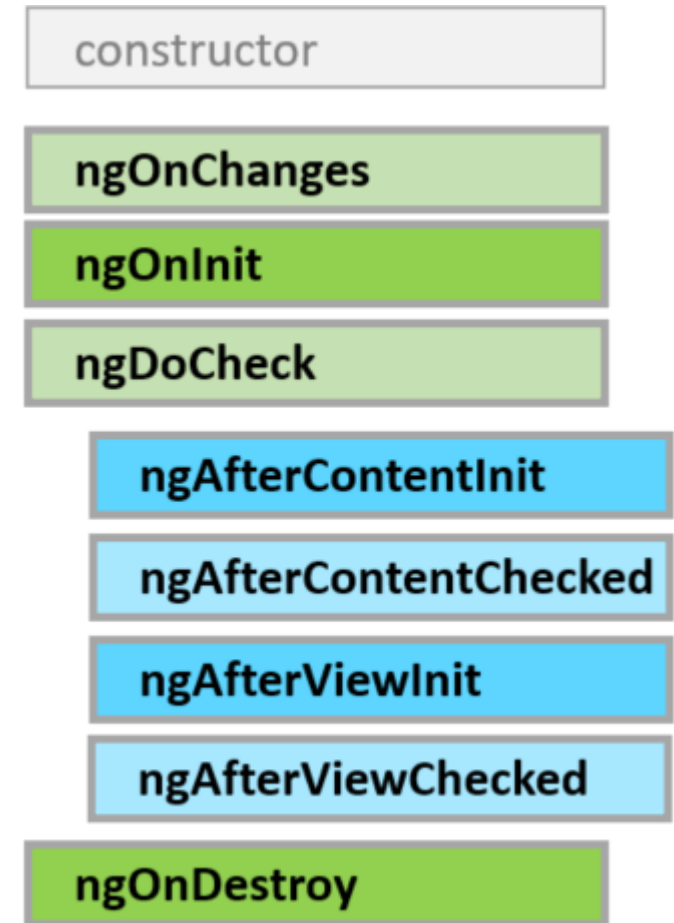 constructor
ngOnChanges
ngOnInit
ngDoCheck
ngAfterContentInit
ngAfterContentChecked
ngAfterViewInit
ngAfterViewChecked
ngOnDestroy